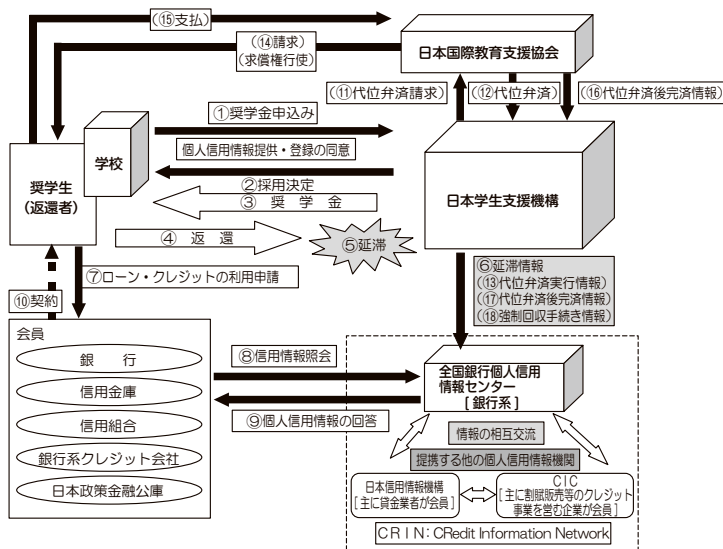 (⑮支払)
(⑭請求)
(求償権行使)
日本国際教育支援協会
(⑪代位弁済請求)
(⑫代位弁済)
(⑯代位弁済後完済情報)
①奨学金申込み
個人信用情報提供・登録の同意
学校
奨学生
(返還者)
②採用決定
③ 奨 学 金
日本学生支援機構
④ 返 還
⑤延滞
⑥延滞情報
(⑬代位弁済実行情報)
(⑰代位弁済後完済情報)
(⑱強制回収手続き情報)
⑦ローン・クレジットの利用申請
⑩契約
会員
銀 行
信用金庫
信用組合
銀行系クレジット会社
日本政策金融公庫
⑧信用情報照会
⑨個人信用情報の回答
全国銀行個人信用
情報センター
[銀行系]
情報の相互交流
提携する他の個人信用情報機関
日本信用情報機構
[主に貸金業者が会員]
CIC
[主に割賦販売等のクレジット
事業を営む企業が会員]
CRIN:CRedit Information Network